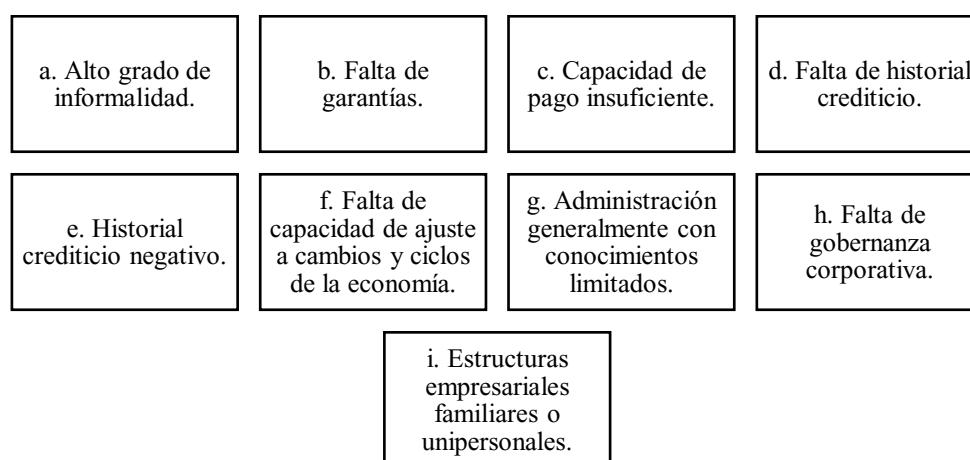 a. Alto grado de
informalidad.
b. Falta de
garantías.
c. Capacidad de
pago insuficiente.
d. Falta de historial
crediticio.
e. Historial
crediticio negativo.
f. Falta de
capacidad de ajuste
a cambios y ciclos
de la economía.
g. Administración
generalmente con
conocimientos
limitados.
h. Falta de
gobernanza
corporativa.
i. Estructuras
empresariales
familiares o
unipersonales.